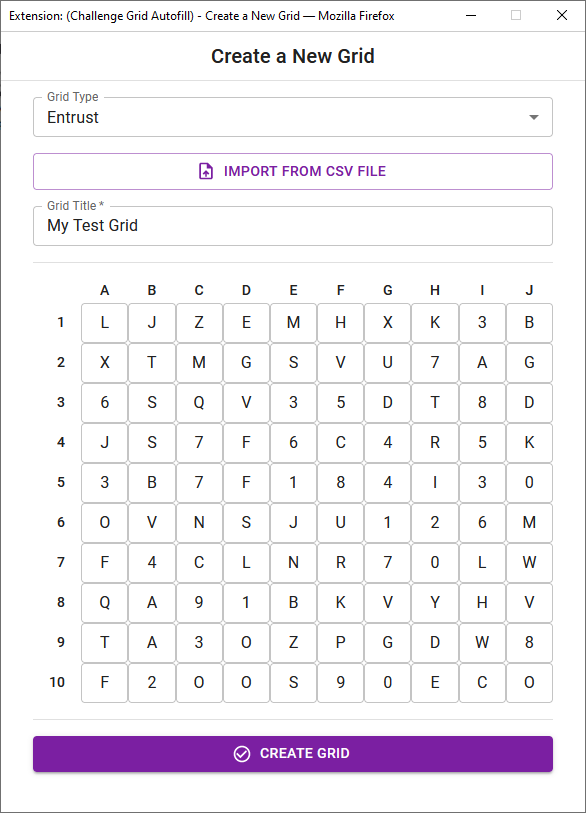 Extension: (Challenge Grid Autofill) - Create a New Grid — Mozilla Firefox
Create a New Grid
Grid Type
Entrust
IMPORT FROM CSV FILE
Grid Title *
My Test Grid
A B C D E F G H I J
1 L J Z E M H X K 3 B
2 X T M G S V U 7 A G
3 6 S Q V 3 5 D T 8 D
4 J S 7 F 6 C 4 R 5 K
5 3 B 7 F 1 8 4 I 3 0
6 O V N S J U 1 2 6 M
7 F 4 C L N R 7 0 L W
8 Q A 9 1 B K V Y H V
9 T A 3 O Z P G D W 8
10 F 2 O O S 9 0 E C O
CREATE GRID